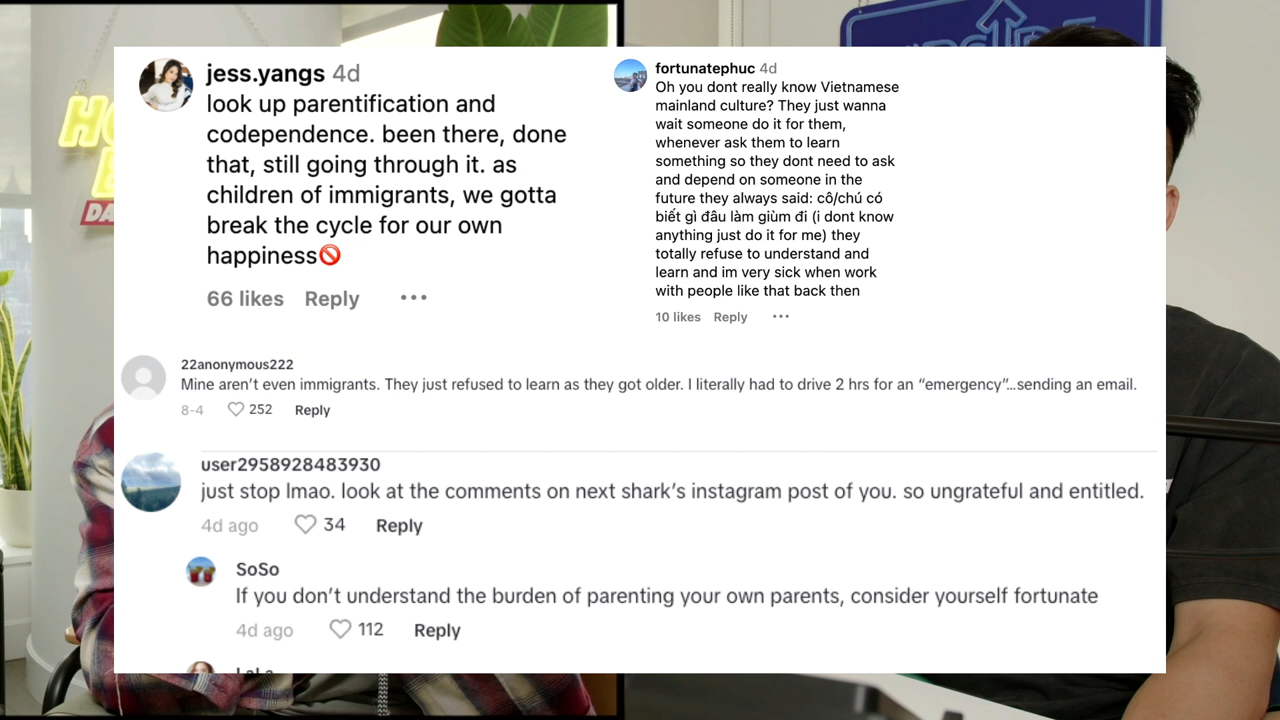 jess.yangs 4d
look up parentification and
codependence. been there, done
that, still going through it. as
children of immigrants, we gotta
break the cycle for our own
happiness🚫
66 likes Reply ···
fortunatephuc 4d
Oh you dont really know Vietnamese
mainland culture? They just wanna
wait someone do it for them,
whenever ask them to learn
something so they dont need to ask
and depend on someone in the
future they always said: cô/chú có
biết gì đâu làm giùm đi (i dont know
anything just do it for me) they
totally refuse to understand and
learn and im very sick when work
with people like that back then
10 likes Reply ···
22anonymous222
Mine aren’t even immigrants. They just refused to learn as they got older. I literally had to drive 2 hrs for an “emergency”...sending an email.
8-4 252 Reply
user2958928483930
just stop lmao. look at the comments on next shark’s instagram post of you. so ungrateful and entitled.
4d ago 34 Reply
SoSo
If you don’t understand the burden of parenting your own parents, consider yourself fortunate
4d ago 112 Reply